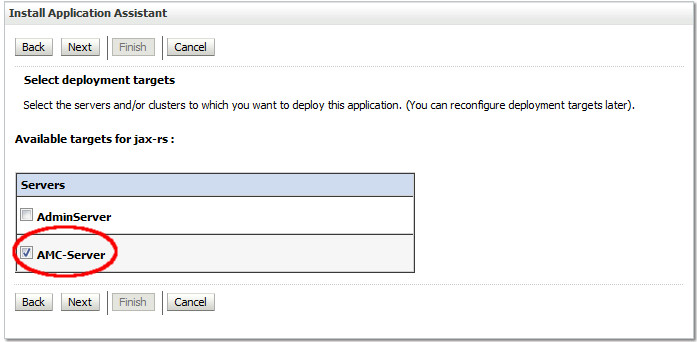 Install Application Assistant
Back Next Finish Cancel
Select deployment targets
Select the servers and/or clusters to which you want to deploy this application. (You can reconfigure deployment targets later).
Available targets for jax-rs :
Servers
AdminServer
AMC-Server
Back Next Finish Cancel